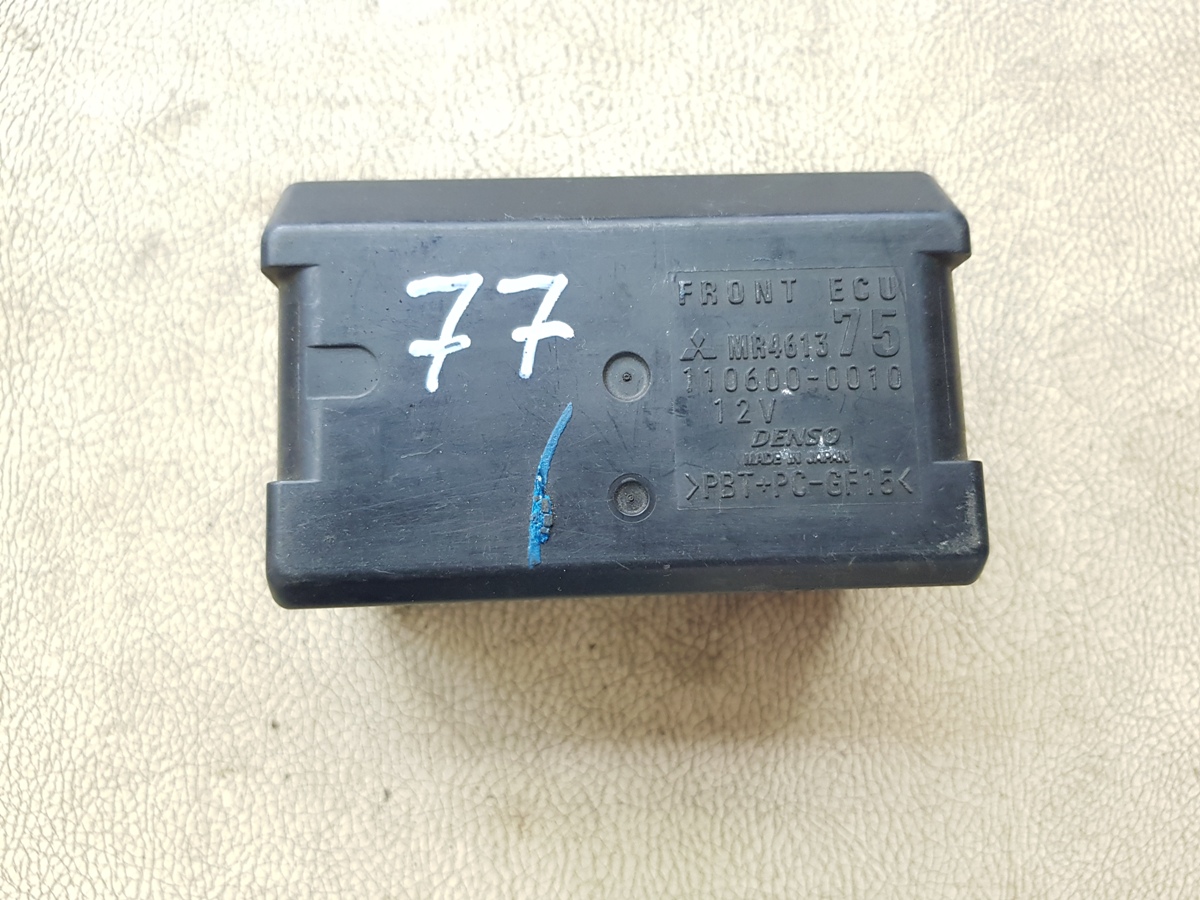 77
FRONT ECU
MR461375
110600-0010
12V
DENSO
MADE IN JAPAN
>PBT+PC-GF15<